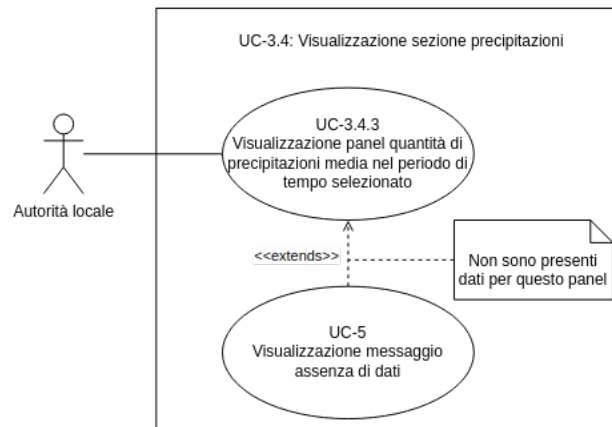 UC-3.4: Visualizzazione sezione precipitazioni
UC-3.4.3
Visualizzazione panel quantità di
precipitazioni media nel periodo di
tempo selezionato
Autorità locale
<<extends>>
Non sono presenti
dati per questo panel
UC-5
Visualizzazione messaggio
assenza di dati